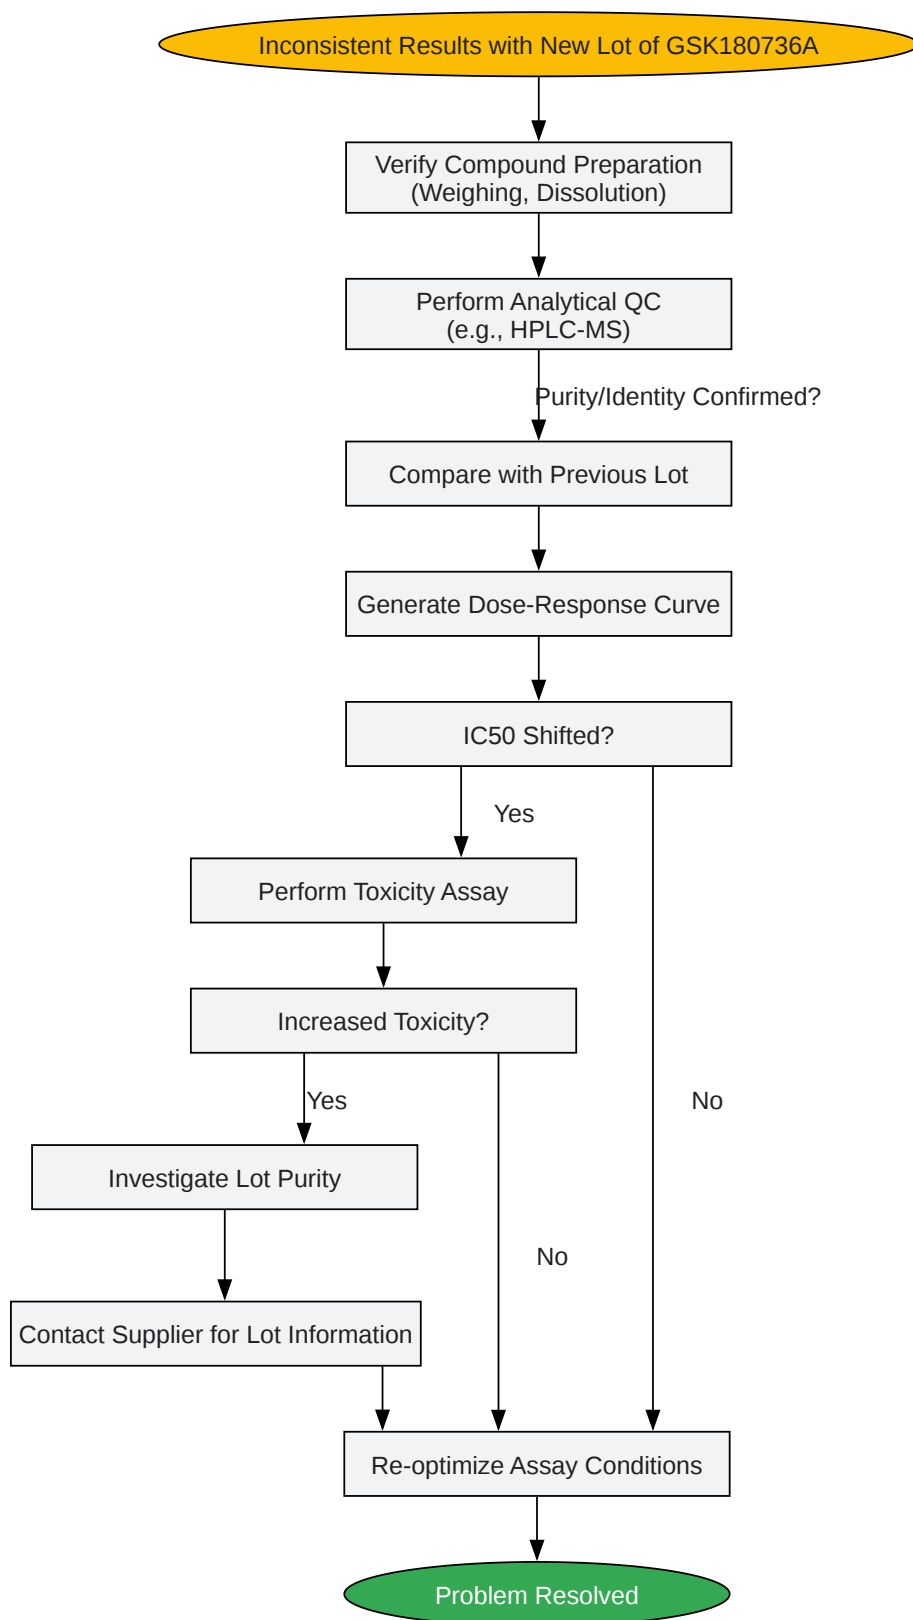 Inconsistent Results with New Lot of GSK180736A
Verify Compound Preparation
(Weighing, Dissolution)
Perform Analytical QC
(e.g., HPLC-MS)
Purity/Identity Confirmed?
Compare with Previous Lot
Generate Dose-Response Curve
IC50 Shifted?
Yes
Perform Toxicity Assay
Increased Toxicity?
Yes
No
Investigate Lot Purity
No
Contact Supplier for Lot Information
Re-optimize Assay Conditions
Problem Resolved